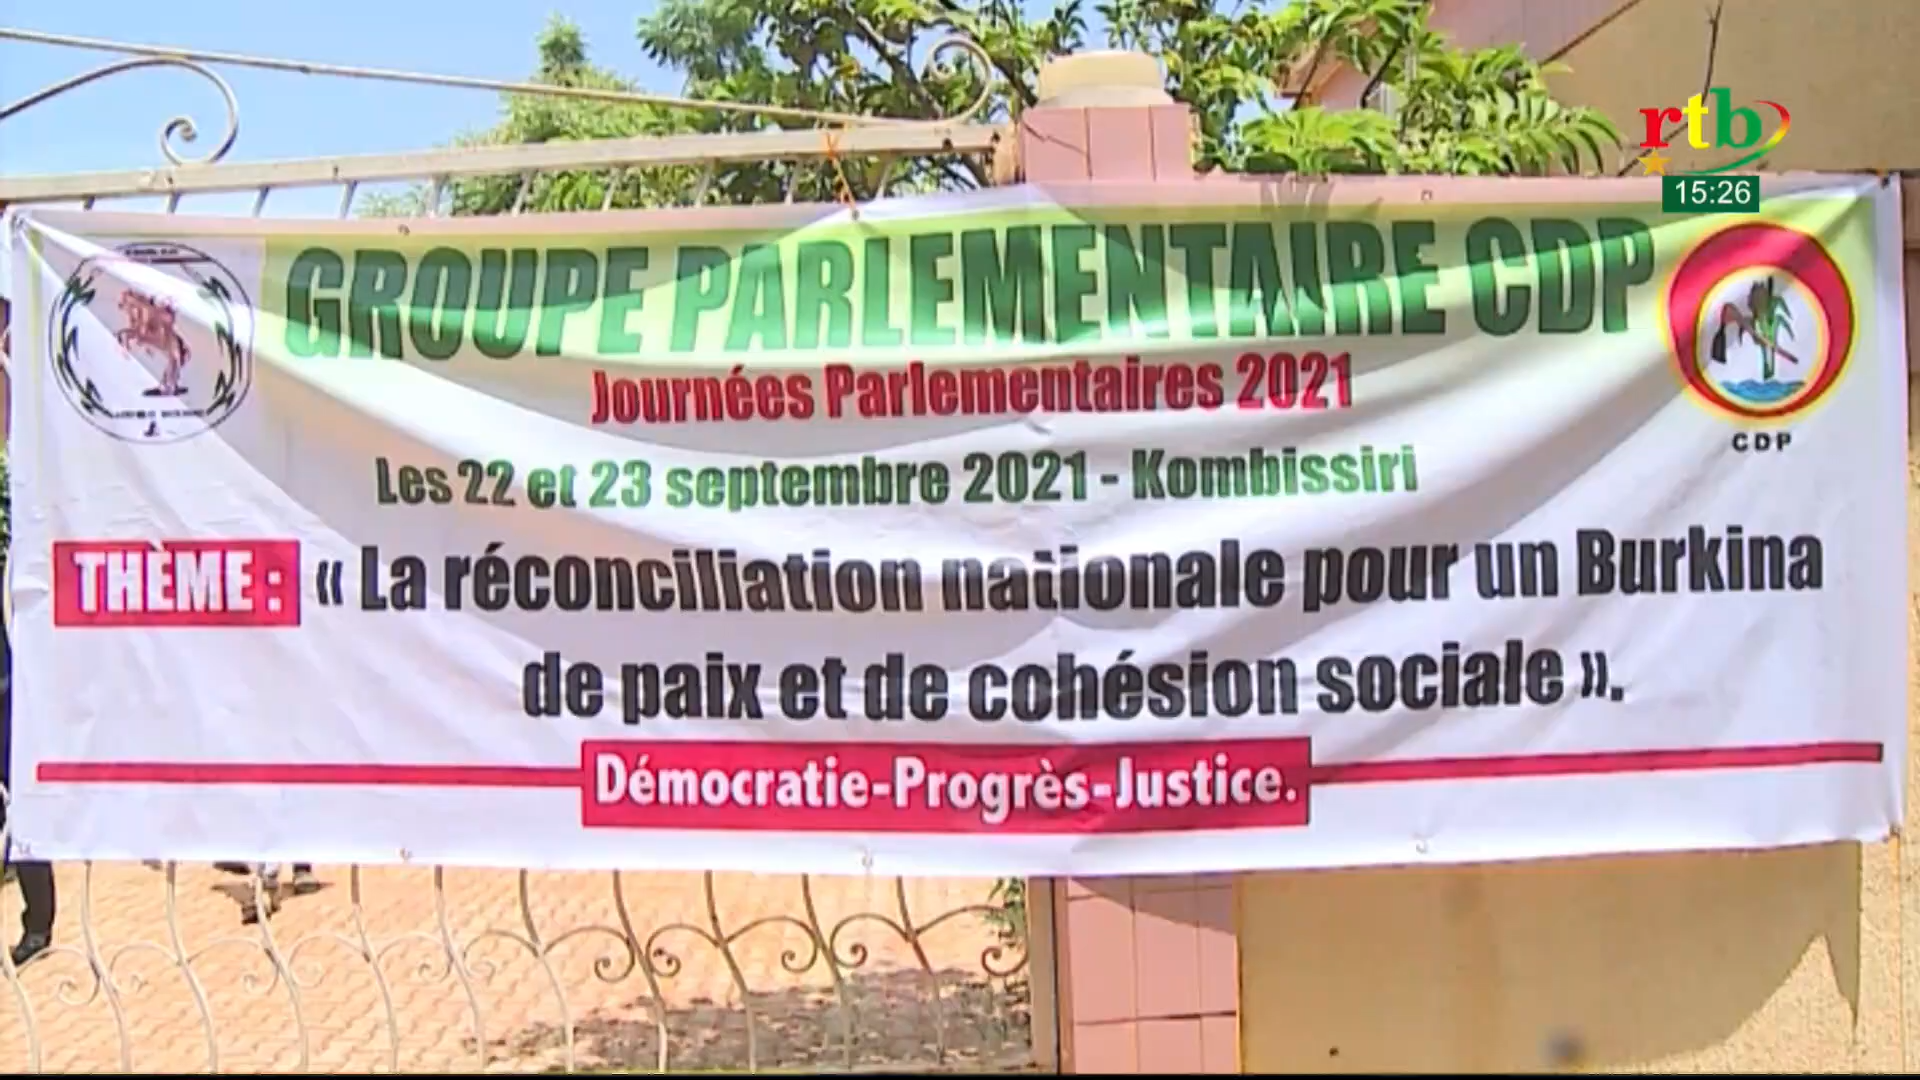 rtb
15:26
GROUPE PARLEMENTAIRE CDP
Journées Parlementaires 2021
CDP
Les 22 et 23 septembre 2021 - Kombissiri
THÈME : « La réconciliation nationale pour un Burkina
de paix et de cohésion sociale ».
Démocratie-Progrès-Justice.